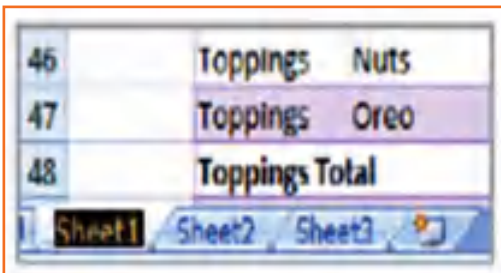 46 Toppings Nuts
47 Toppings Oreo
48 Toppings Total
Sheet1 Sheet2 Sheet3